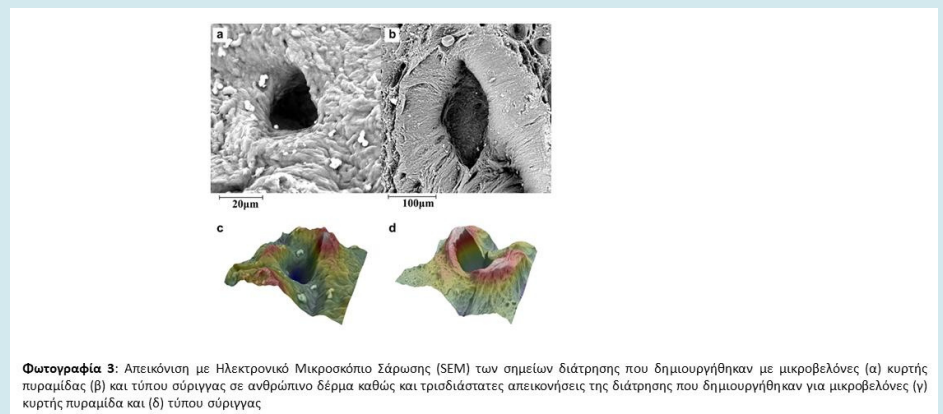 a
b
20μm
100μm
c
d
Φωτογραφία 3: Απεικόνιση με Ηλεκτρονικό Μικροσκόπιο Σάρωσης (SEM) των σημείων διάτρησης που δημιουργήθηκαν με μικροβελόνες (α) κυρτής
πυραμίδας (β) και τύπου σύριγγας σε ανθρώπινο δέρμα καθώς και τρισδιάστατες απεικονήσεις της διάτρησης που δημιουργήθηκαν για μικροβελόνες (γ)
κυρτής πυραμίδα και (δ) τύπου σύριγγας